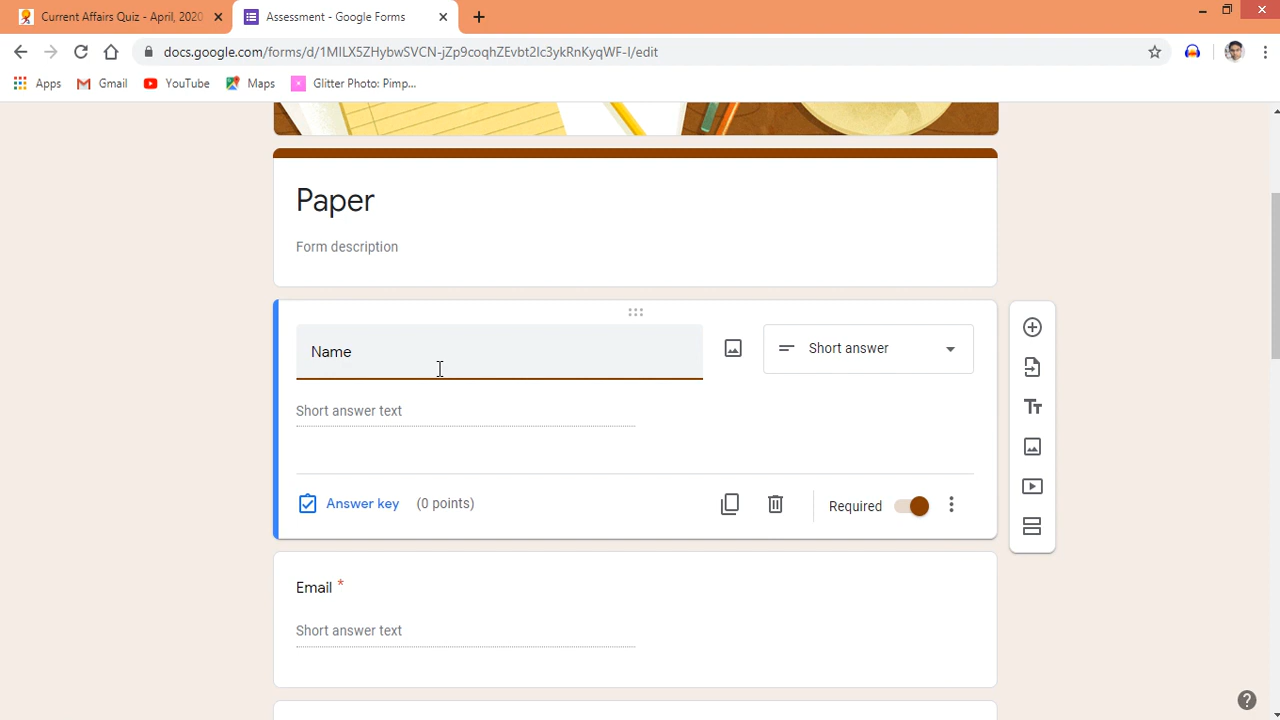 Current Affairs Quiz - April, 2020
Assessment - Google Forms
docs.google.com/forms/d/1MILX5ZHybwSVCN-jZp9coqhZEvbt2Ic3ykRnKyqWF-I/edit
Apps
Gmail
YouTube
Maps
Glitter Photo: Pimp...
Paper
Form description
Name
Short answer
Short answer text
Answer key (0 points)
Required
Email *
Short answer text